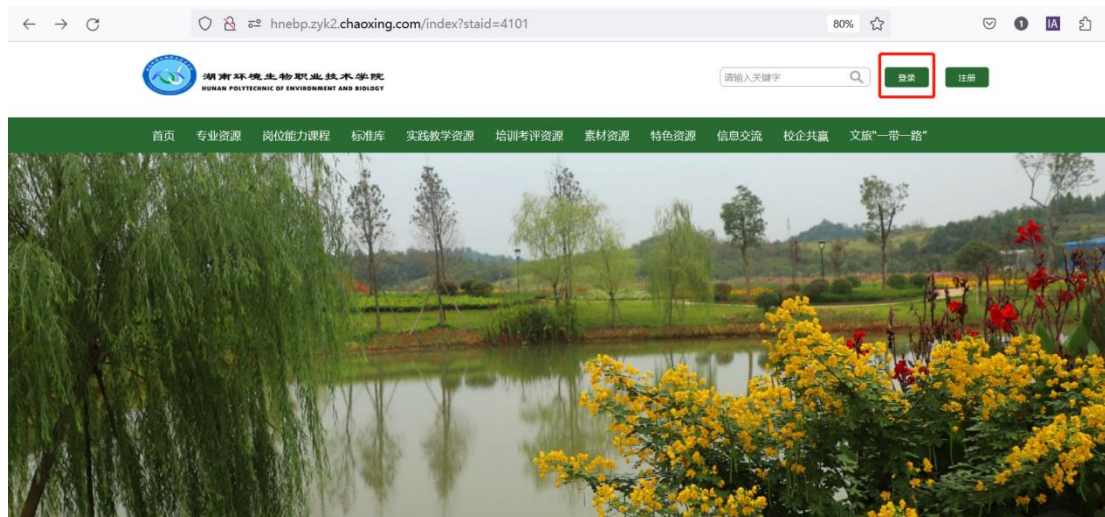 hnebp.zyk2.chaoxing.com/index?staid=4101
80%
1
IA
湖南环境生物职业技术学院
HUNAN POLYTECHNIC OF ENVIRONMENT AND BIOLOGY
请输入关键字
登录
注册
首页 专业资源 岗位能力课程 标准库 实践教学资源 培训考评资源 素材资源 特色资源 信息交流 校企共赢 文旅“一带一路”